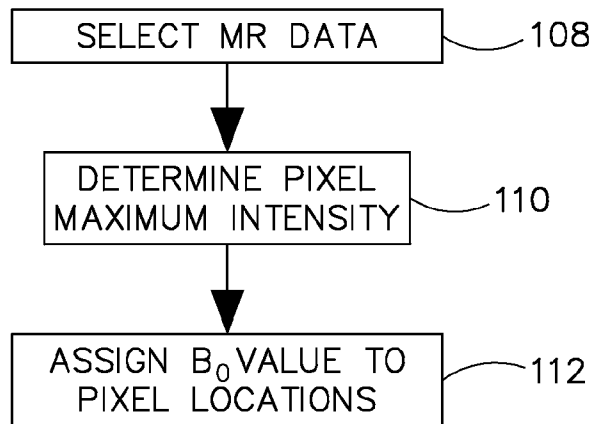 SELECT MR DATA
108
DETERMINE PIXEL
MAXIMUM INTENSITY
110
ASSIGN B₀ VALUE TO
PIXEL LOCATIONS
112